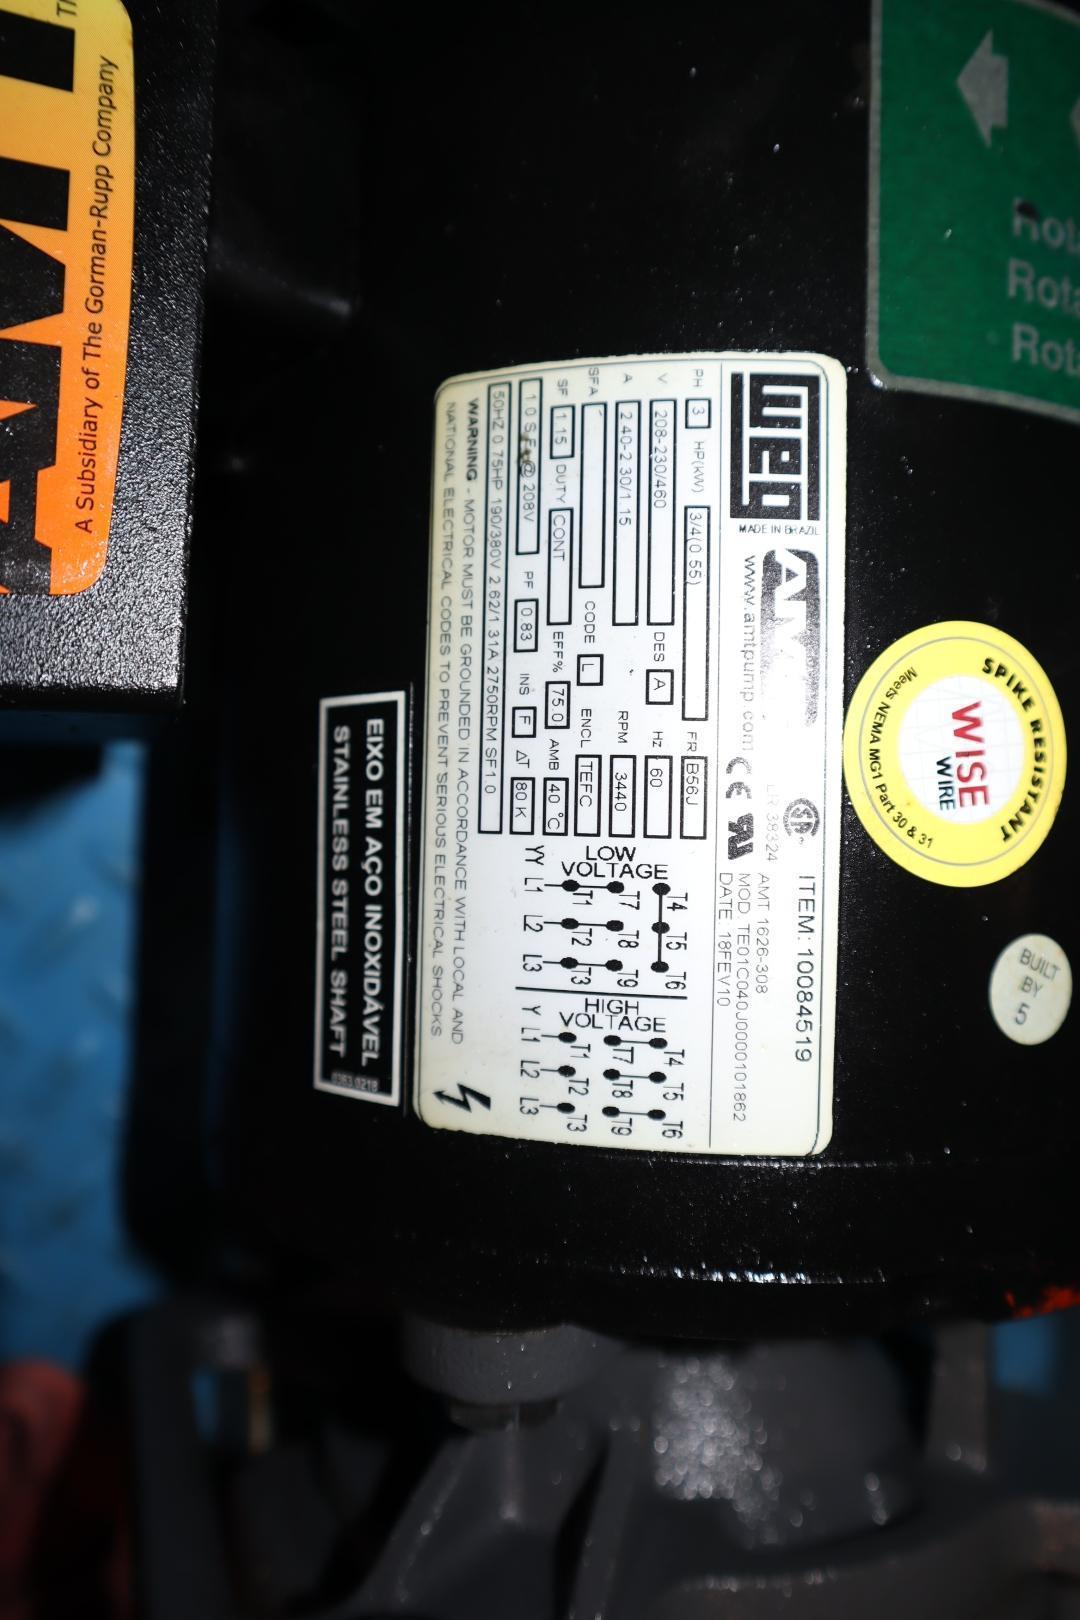 A Subsidiary of The Gorman-Rupp Company
WEG
MADE IN BRAZIL
www.amtpump.com
LR 38324
ITEM: 10084519
AMT 1626-308
MOD TE01C040J0000101862
DATE 18FEV10
PH 3 HP(kW) 3/4(0.55) FR B56J
V 208-230/460 DES A Hz 60
A 2.40-2.30/1.15 RPM 3440
SFA CODE L ENCL TEFC
SF 1.15 DUTY CONT EFF% 75.0 AMB 40 °C
1.0 S.F. @ 208V PF 0.83 INS F ΔT 80 K
50HZ 0.75HP 190/380V 2.62/1.31A 2750RPM SF1.0
WARNING - MOTOR MUST BE GROUNDED IN ACCORDANCE WITH LOCAL AND
NATIONAL ELECTRICAL CODES TO PREVENT SERIOUS ELECTRICAL SHOCKS
LOW
VOLTAGE
T4 T5 T6
T7 T8 T9
T1 T2 T3
YY L1 L2 L3
HIGH
VOLTAGE
T4 T5 T6
T7 T8 T9
T1 T2 T3
Y L1 L2 L3
EIXO EM AÇO INOXIDÁVEL
STAINLESS STEEL SHAFT
SPIKE RESISTANT
WISE
WIRE
Meets NEMA MG1 Part 30 & 31
BUILT
BY
5